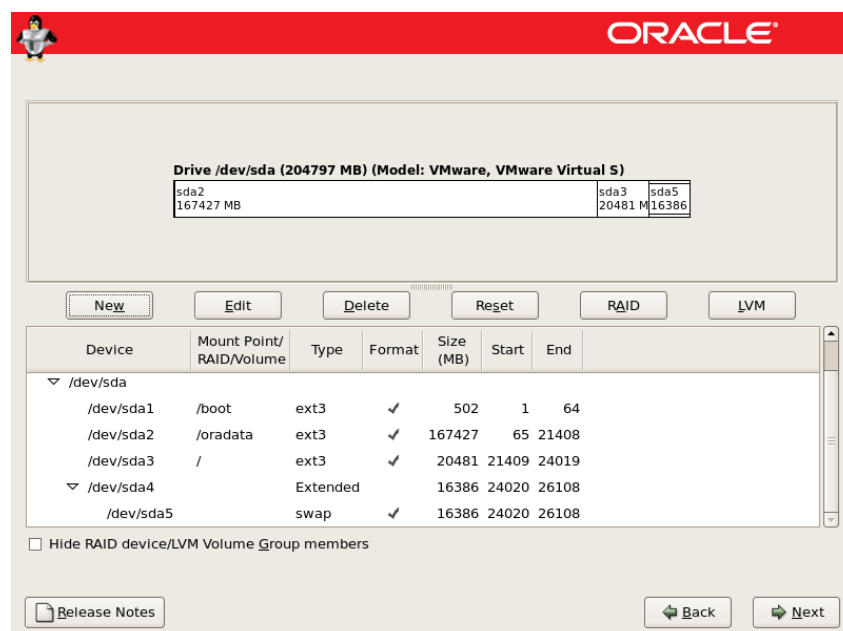 ORACLE®
Drive /dev/sda (204797 MB) (Model: VMware, VMware Virtual S)
sda2 sda3 sda5
167427 MB 20481 M 16386
New Edit Delete Reset RAID LVM
Device Mount Point/ RAID/Volume Type Format Size (MB) Start End
/dev/sda
/dev/sda1 /boot ext3 502 1 64
/dev/sda2 /oradata ext3 167427 65 21408
/dev/sda3 / ext3 20481 21409 24019
/dev/sda4 Extended 16386 24020 26108
/dev/sda5 swap 16386 24020 26108
Hide RAID device/LVM Volume Group members
Release Notes Back Next